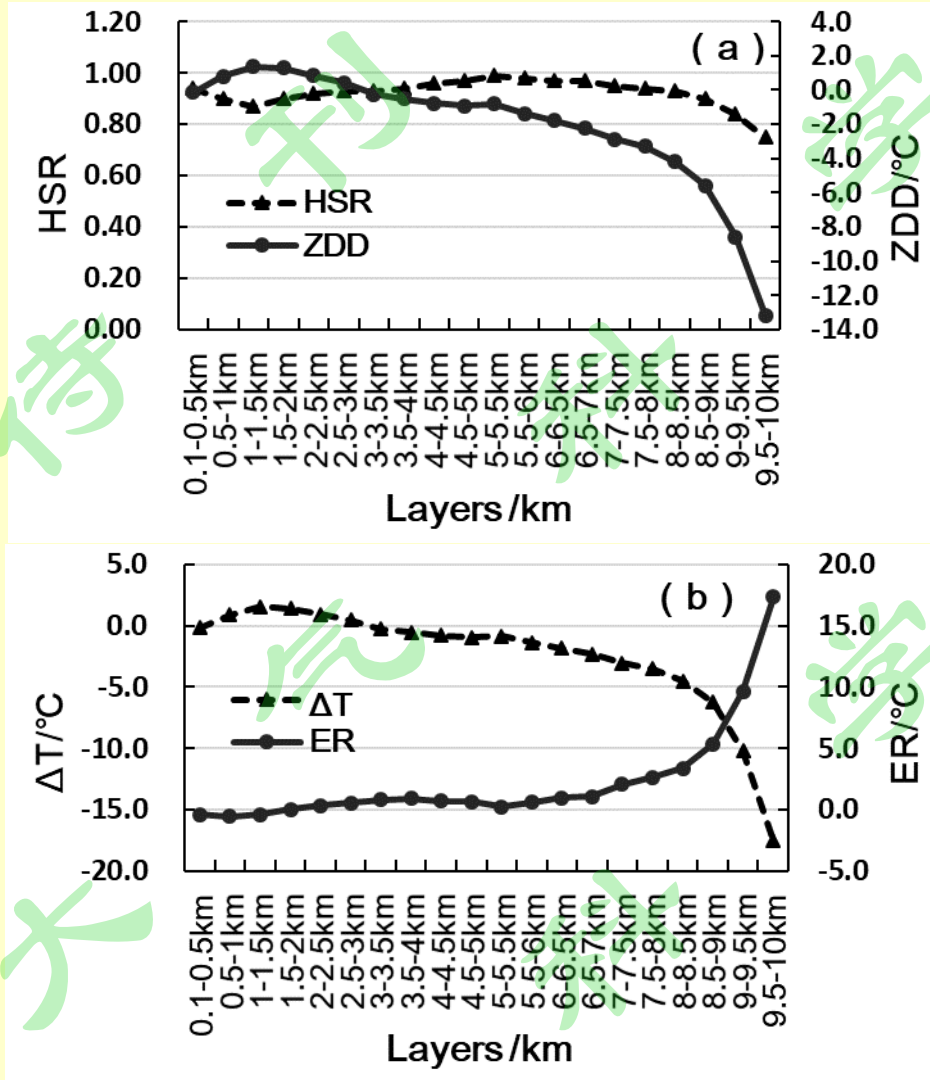 ( a )
HSR
1.20
1.00
0.80
0.60
0.40
0.20
0.00
HSR
ZDD
4.0
2.0
0.0
-2.0
-4.0
-6.0
-8.0
-10.0
-12.0
-14.0
ZDD/°C
0.1-0.5km
0.5-1km
1-1.5km
1.5-2km
2-2.5km
2.5-3km
3-3.5km
3.5-4km
4-4.5km
4.5-5km
5-5.5km
5.5-6km
6-6.5km
6.5-7km
7-7.5km
7.5-8km
8-8.5km
8.5-9km
9-9.5km
9.5-10km
Layers/km
( b )
ΔT/°C
5.0
0.0
-5.0
-10.0
-15.0
-20.0
ΔT
ER
20.0
15.0
10.0
5.0
0.0
-5.0
ER/°C
0.1-0.5km
0.5-1km
1-1.5km
1.5-2km
2-2.5km
2.5-3km
3-3.5km
3.5-4km
4-4.5km
4.5-5km
5-5.5km
5.5-6km
6-6.5km
6.5-7km
7-7.5km
7.5-8km
8-8.5km
8.5-9km
9-9.5km
9.5-10km
Layers/km
刊
学
待
科
气
学
大
科